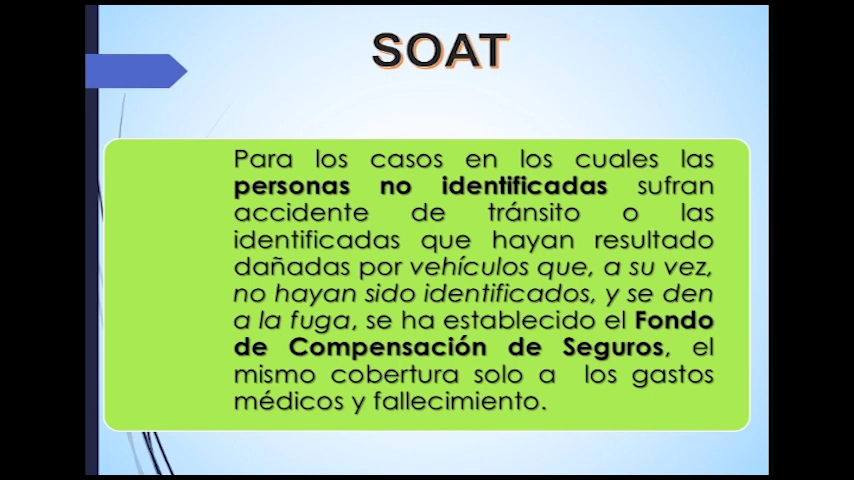 SOAT
Para los casos en los cuales las
personas no identificadas sufran
accidente de tránsito o las
identificadas que hayan resultado
dañadas por vehículos que, a su vez,
no hayan sido identificados, y se den
a la fuga, se ha establecido el Fondo
de Compensación de Seguros, el
mismo cobertura solo a los gastos
médicos y fallecimiento.